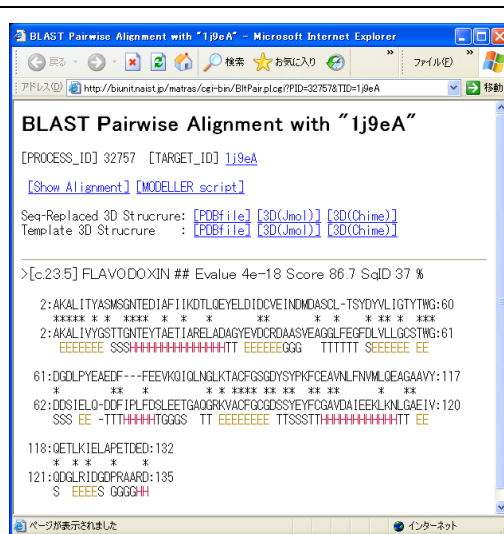 BLAST Pairwise Alignment with "1j9eA" - Microsoft Internet Explorer
戻る 検索 お気に入り » ファイル(F) »
アドレス(D) http://biunit.naist.jp/matras/cgi-bin/BltPair.pl.cgi?PID=32757&TID=1j9eA 移動
BLAST Pairwise Alignment with "1j9eA"
[PROCESS_ID] 32757 [TARGET_ID] 1j9eA
[Show Alignment] [MODELLER script]
Seq-Replaced 3D Strucrure: [PDBfile] [3D(Jmol)] [3D(Chime)]
Template 3D Strucrure : [PDBfile] [3D(Jmol)] [3D(Chime)]
>[c.23.5] FLAVODOXIN ## Evalue 4e-18 Score 86.7 SqID 37 %
2:AKALITYASMSGNTEDIAFIIKDTLQEYELDIDCVEINDMDASCL-TSYDYVLIGTYTWG:60
***** * * ** * * * * * * * ** * * ***
2:AKALIVYGSTTGNTEYTAETIARELADAGYEVDCRDAASVEAGGLFEGFDLVLLGCSTWG:61
EEEEEEE SSSHHHHHHHHHHHHHHTT EEEEEEGGG TTTTTT SEEEEEE EE
61:DGDLPYEAEDF---FEEVKQIQLNGLKTACFGSGDYSYPKFCEAVNLFNVMLQEAGAAVY:117
* ** * * * **** ** ** * * * **
62:DDSIELQ-DDFIPLFDSLEETGAQGRKVACFGCGDSSYEYFCGAVDAIEEKLKNLGAEIV:120
SSS EE -TTTHHHHHTGGGS TT EEEEEEEE TTSSSTTHHHHHHHHHHHTT EE
118:QETLKIELAPETDED:132
* * * * *
121:QDGLRIDGDPRAARD:135
S EEEES GGGGHH
ページが表示されました インターネット